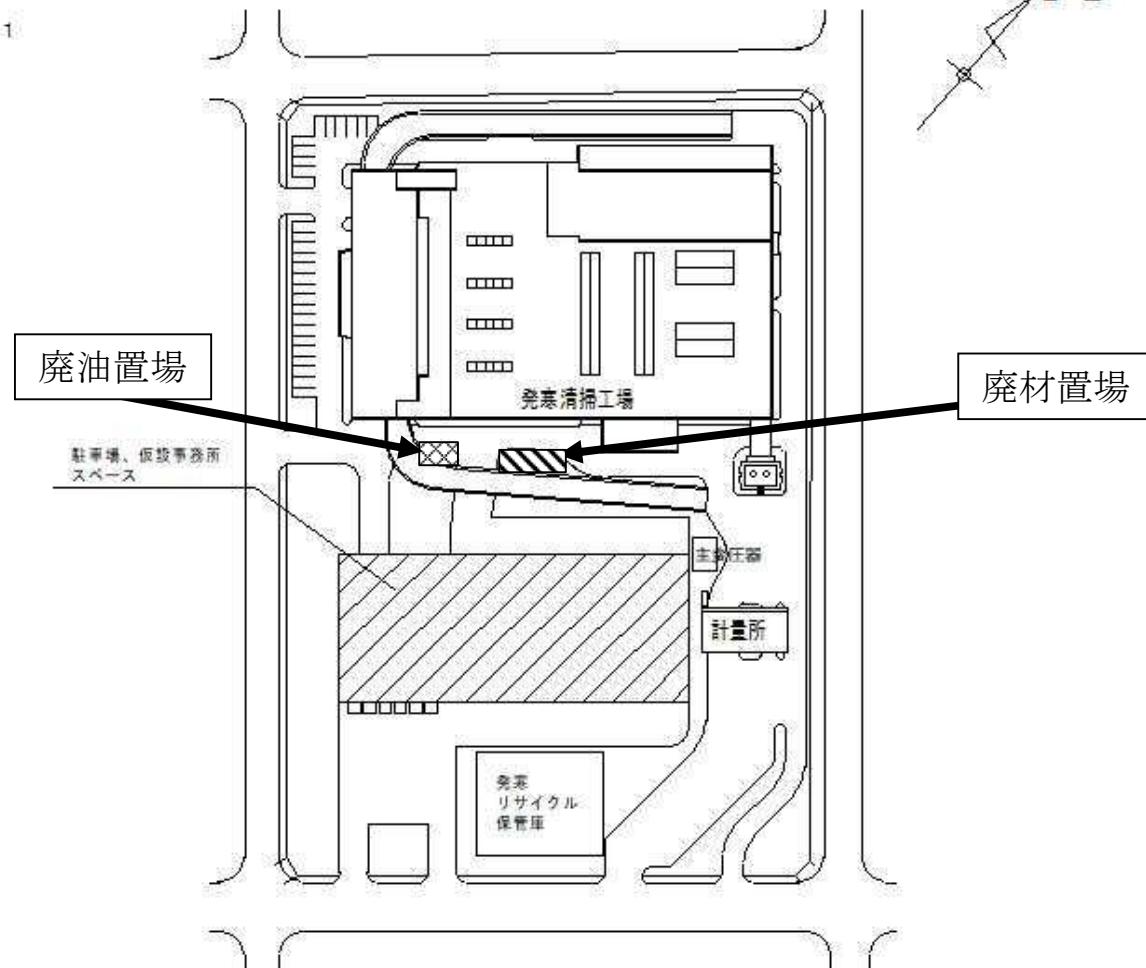 1
廃油置場
廃材置場
発寒清掃工場
駐車場、仮設事務所
スペース
主変圧器
計量所
発寒
リサイクル
保管庫